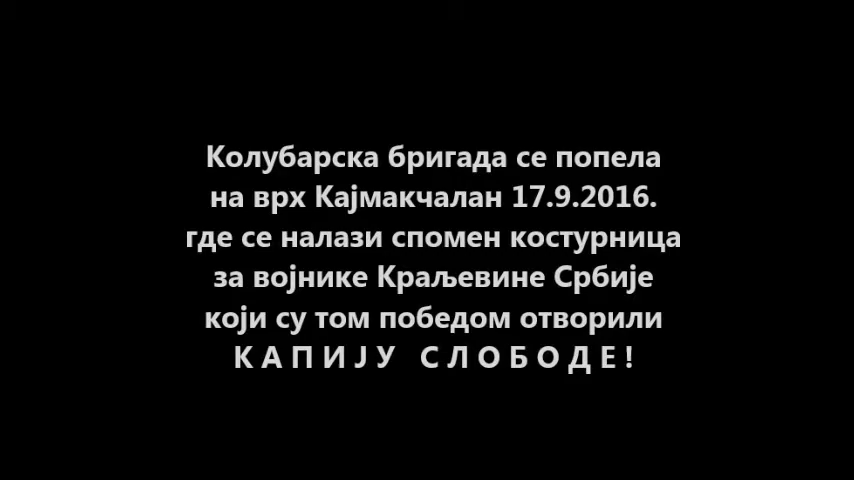 Колубарска бригада се попела
на врх Кајмакчалан 17.9.2016.
где се налази спомен костурница
за војнике Краљевине Србије
који су том победом отворили
К А П И Ј У С Л О Б О Д Е !